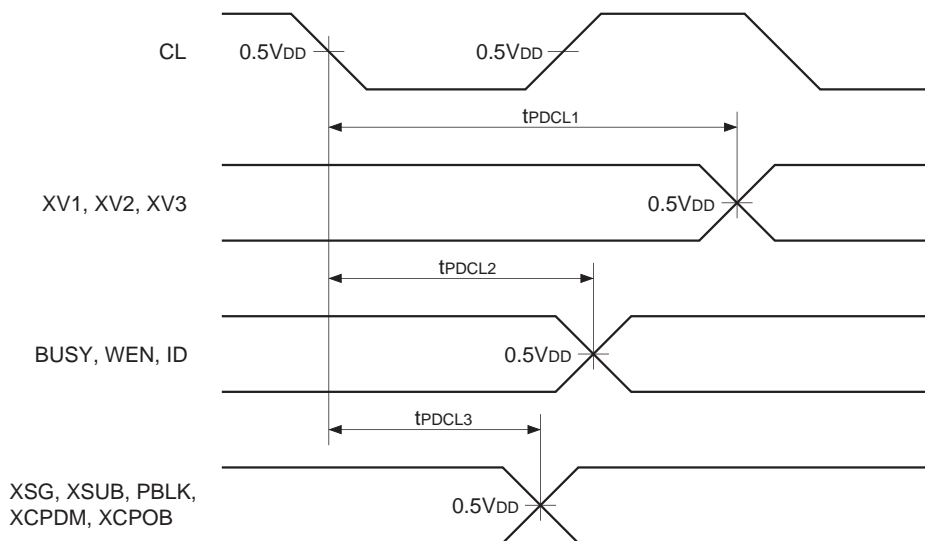 CL
0.5VDD
0.5VDD
tPDCL1
XV1, XV2, XV3
0.5VDD
tPDCL2
BUSY, WEN, ID
0.5VDD
tPDCL3
XSG, XSUB, PBLK,
XCPDM, XCPOB
0.5VDD